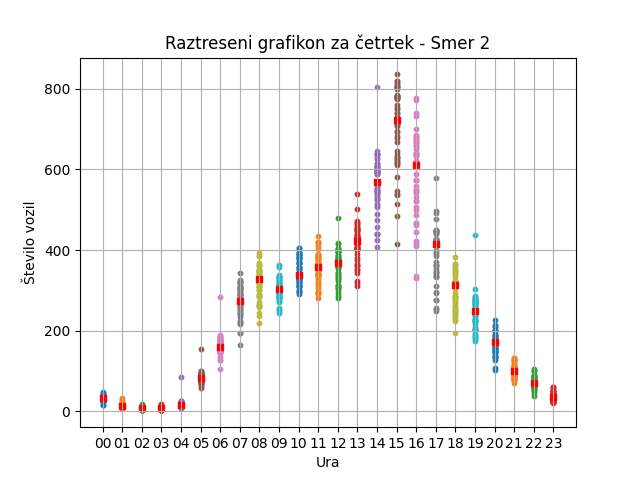 Raztreseni grafikon za četrtek - Smer 2
Število vozil
800
600
400
200
0
00 01 02 03 04 05 06 07 08 09 10 11 12 13 14 15 16 17 18 19 20 21 22 23
Ura